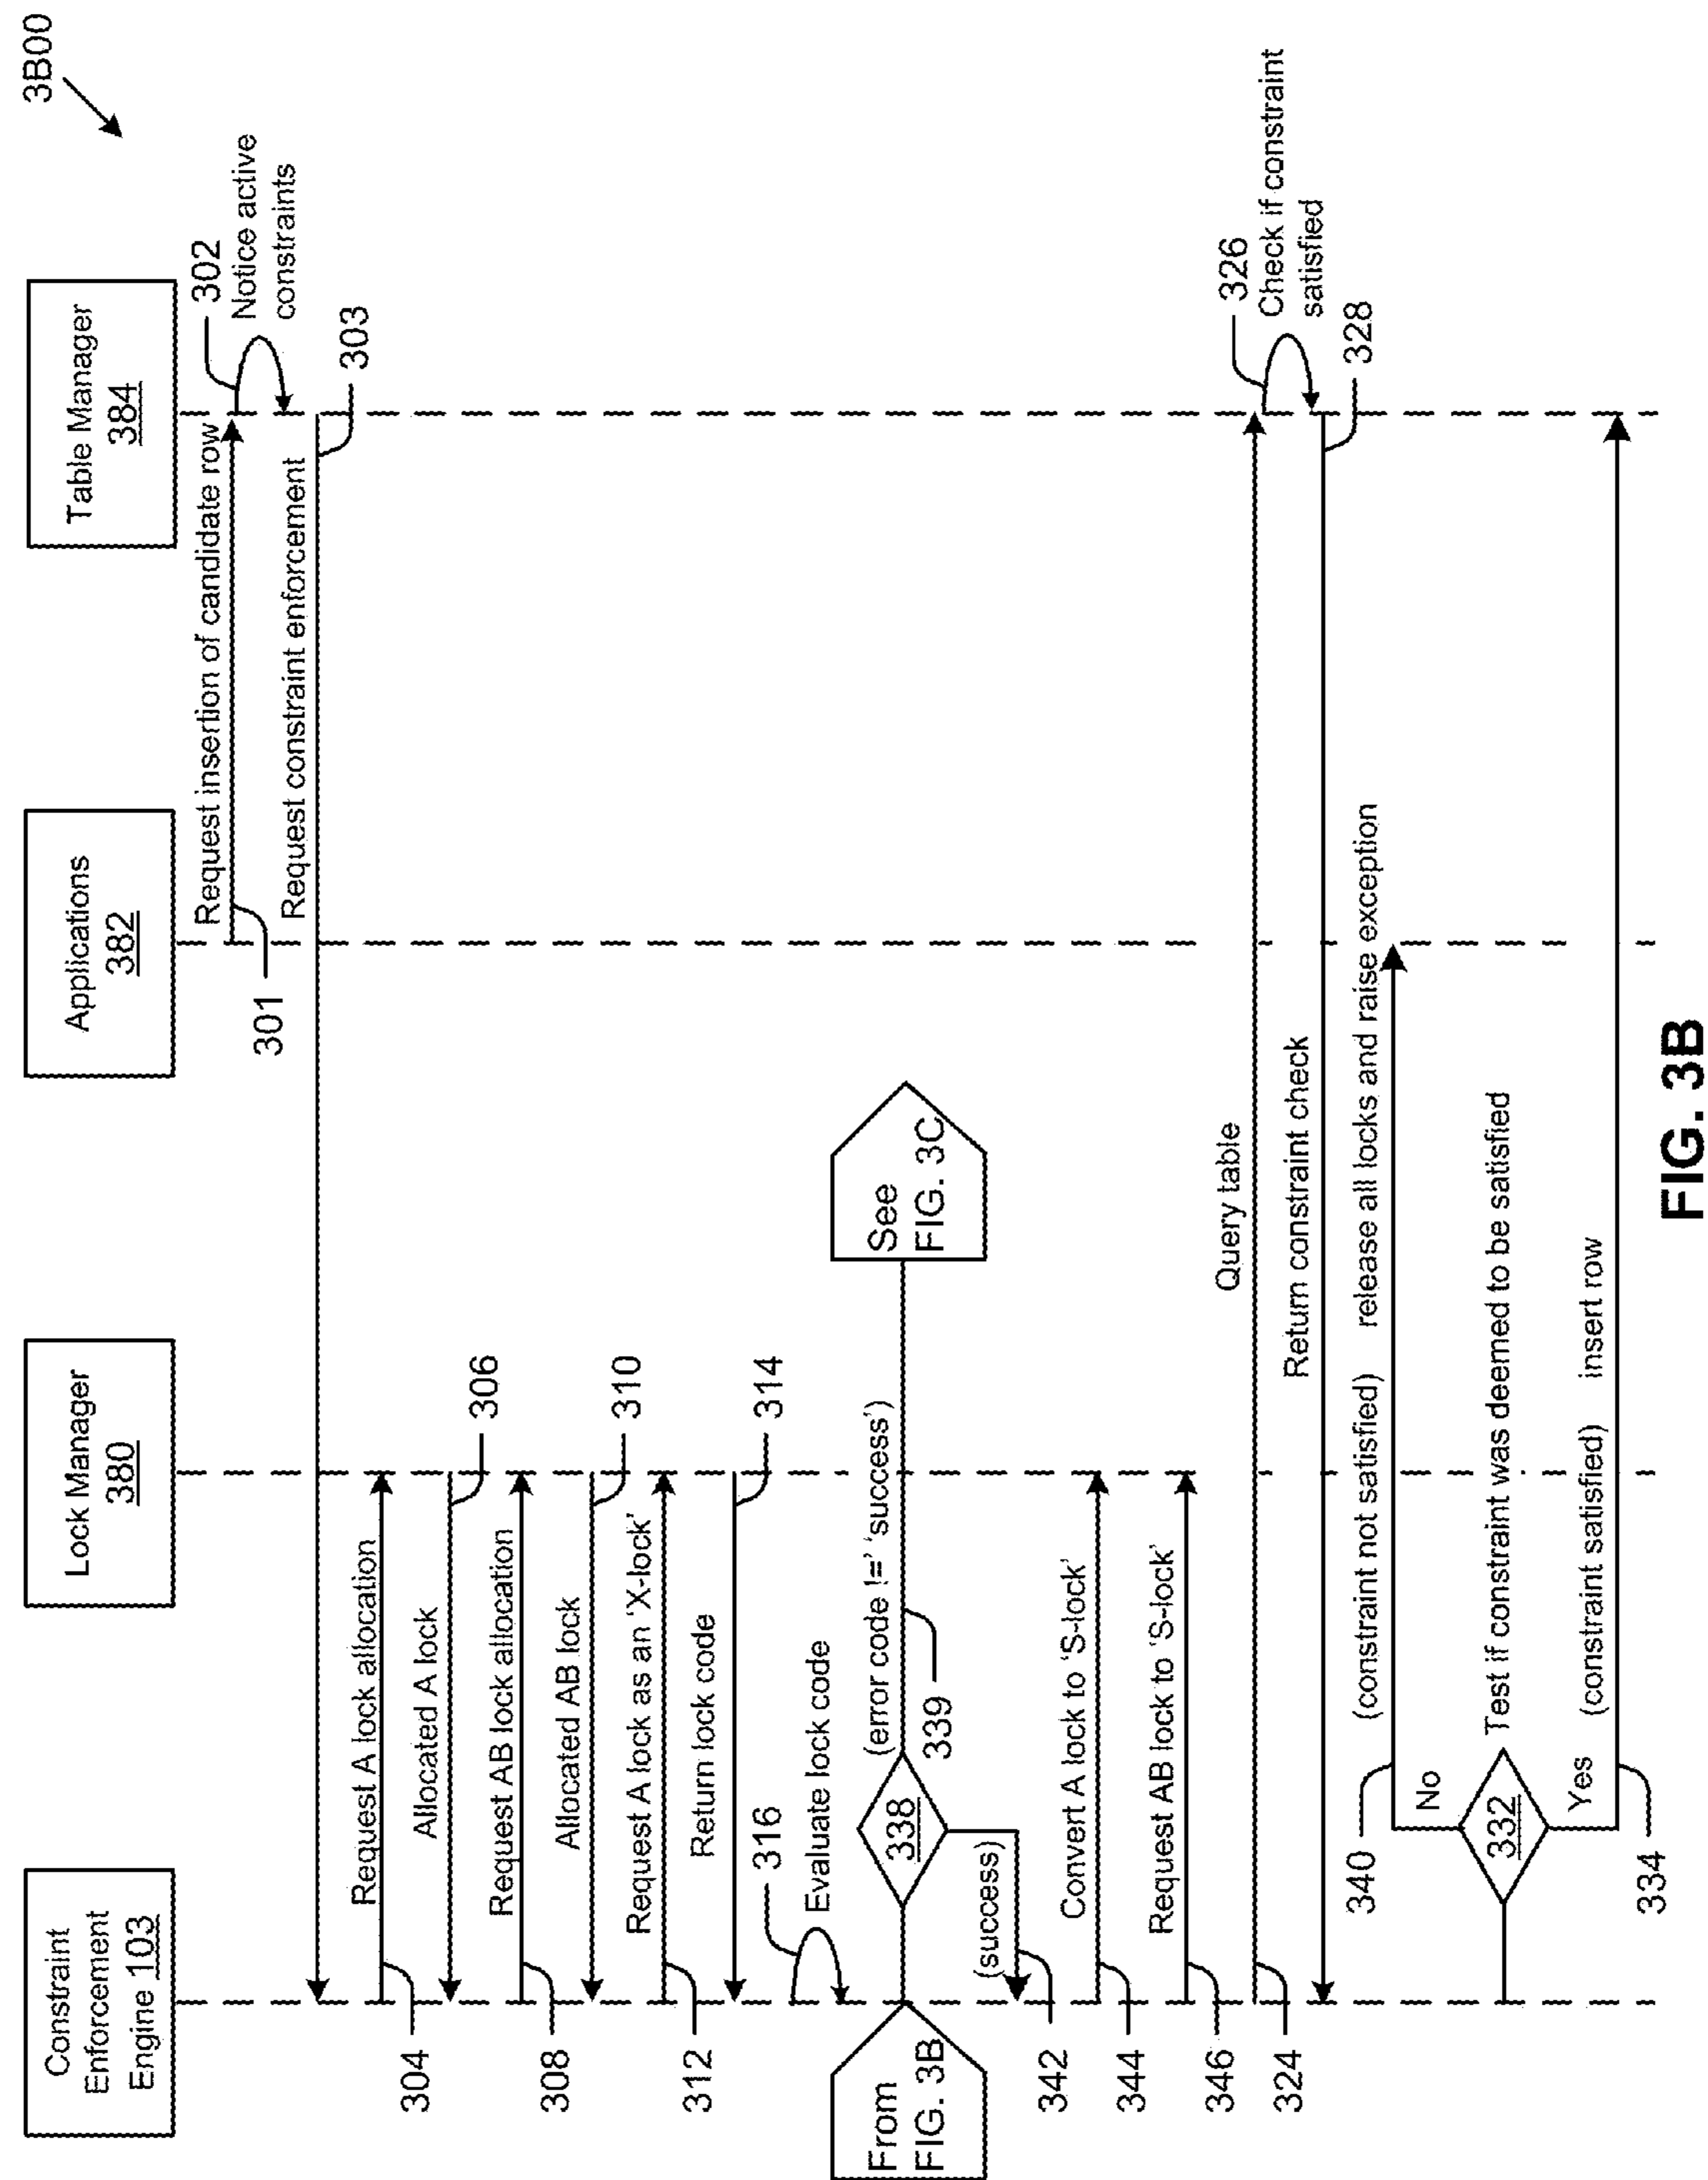 3B00
Constraint
Enforcement
Engine 103
Lock Manager
380
Applications
382
Table Manager
384
Request insertion of candidate row
301
302
Notice active
constraints
Request constraint enforcement
303
Request A lock allocation
304
Allocated A lock
306
Request AB lock allocation
308
Allocated AB lock
310
Request A lock as an ‘X-lock’
312
Return lock code
314
316
Evaluate lock code
From
FIG. 3B
338
(error code !=’ ‘success’)
339
See
FIG. 3C
(success)
342
Convert A lock to ‘S-lock’
344
Request AB lock to ‘S-lock’
346
Query table
324
326
Check if constraint
satisfied
Return constraint check
328
340
(constraint not satisfied) release all locks and raise exception
No
332
Test if constraint was deemed to be satisfied
Yes
(constraint satisfied) insert row
334
FIG. 3B